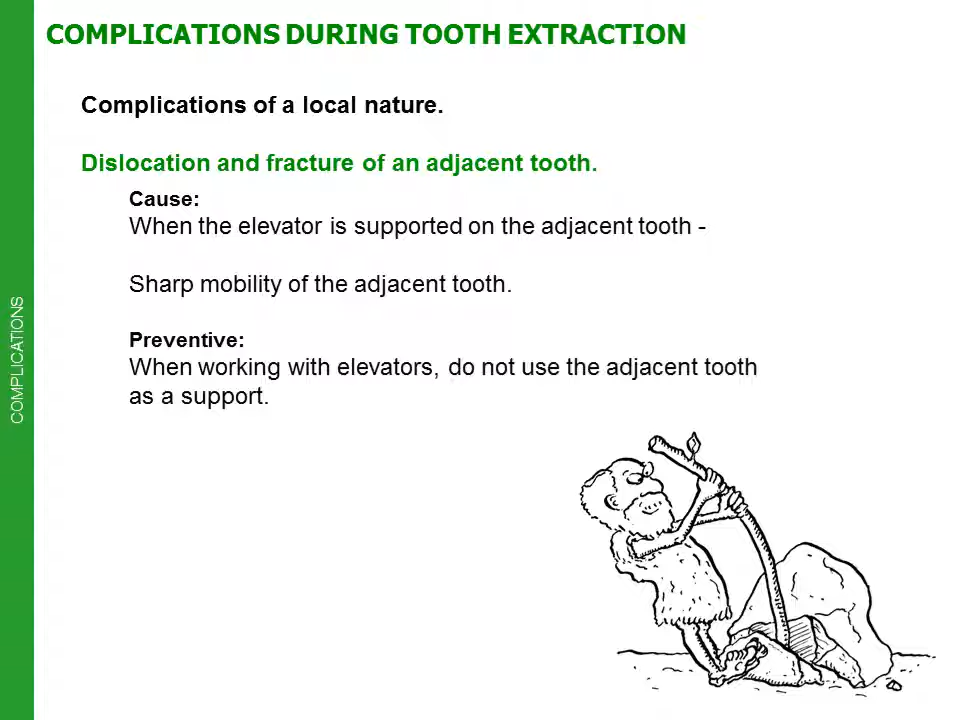 COMPLICATIONS DURING TOOTH EXTRACTION
Complications of a local nature.
Dislocation and fracture of an adjacent tooth.
Cause:
When the elevator is supported on the adjacent tooth -
Sharp mobility of the adjacent tooth.
Preventive:
When working with elevators, do not use the adjacent tooth
as a support.
COMPLICATIONS